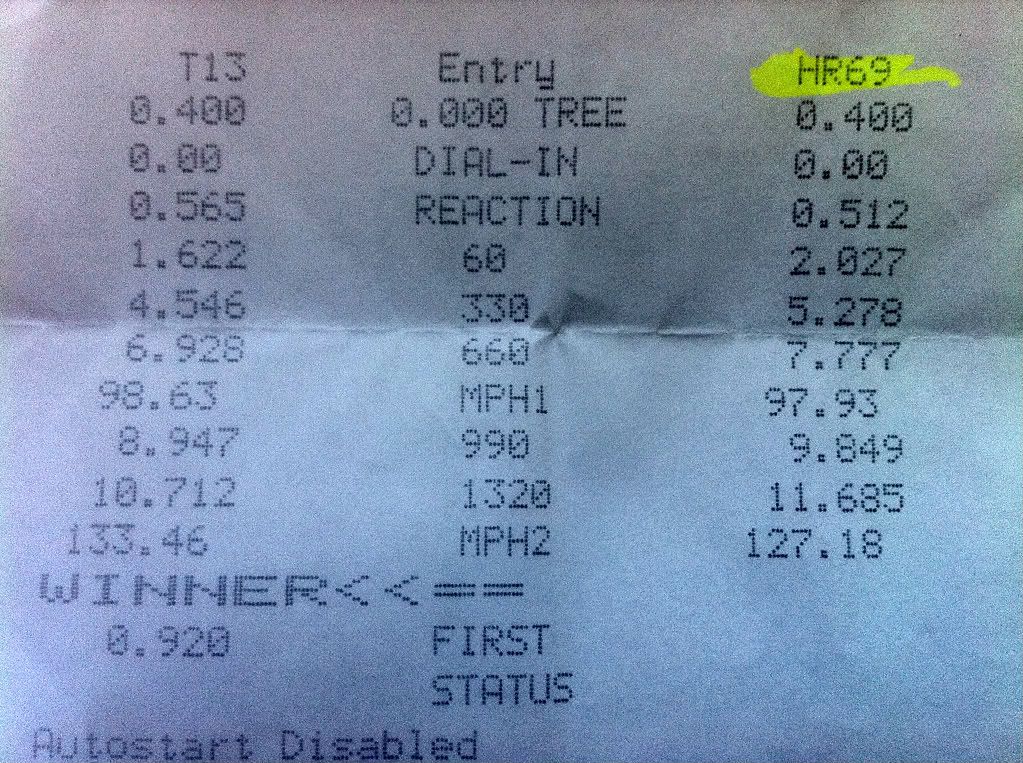 T13 Entry HR69
0.400 0.000 TREE 0.400
0.00 DIAL-IN 0.00
0.565 REACTION 0.512
1.622 60 2.027
4.546 330 5.278
6.928 660 7.777
98.63 MPH1 97.93
8.947 990 9.849
10.712 1320 11.685
133.46 MPH2 127.18
WINNER<<==
0.920 FIRST
STATUS
Autostart Disabled